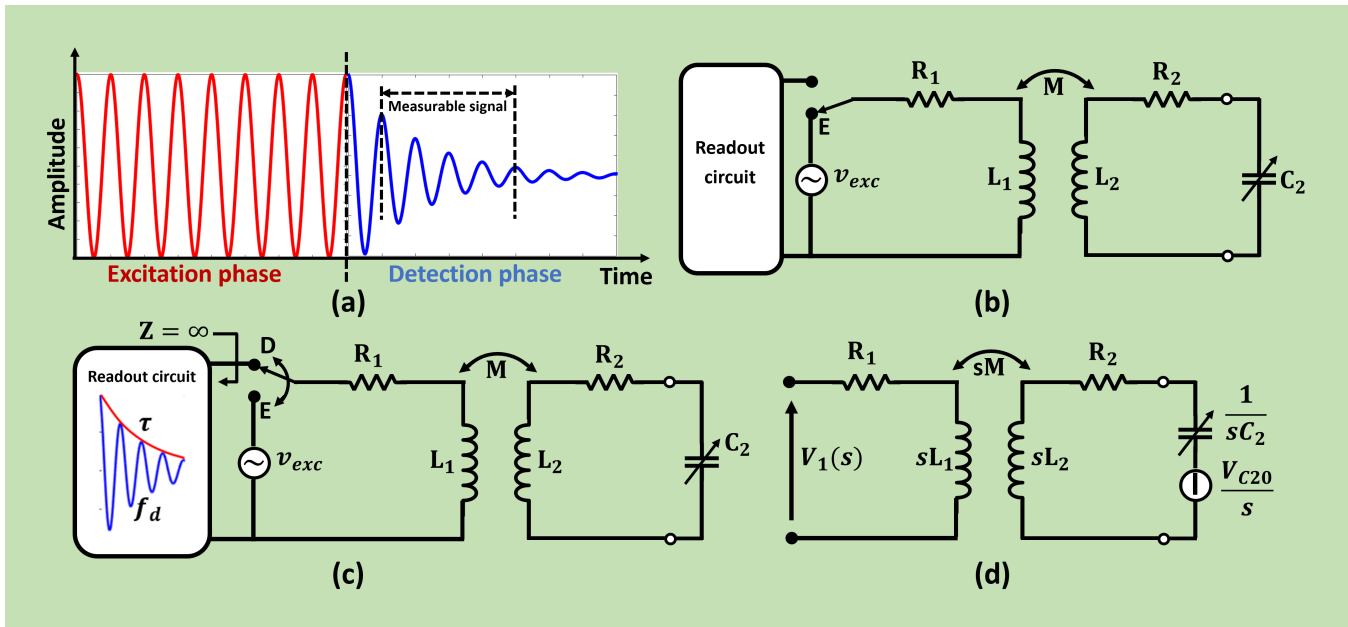 Amplitude
Measurable signal
Excitation phase
Detection phase
Time
(a)
Readout
circuit
E
v_exc
R₁
M
R₂
L₁
L₂
C₂
(b)
Z = ∞
Readout circuit
τ
f_d
D
E
v_exc
R₁
M
R₂
L₁
L₂
C₂
(c)
R₁
sM
R₂
V₁(s)
sL₁
sL₂
1
sC₂
V_C20
s
(d)